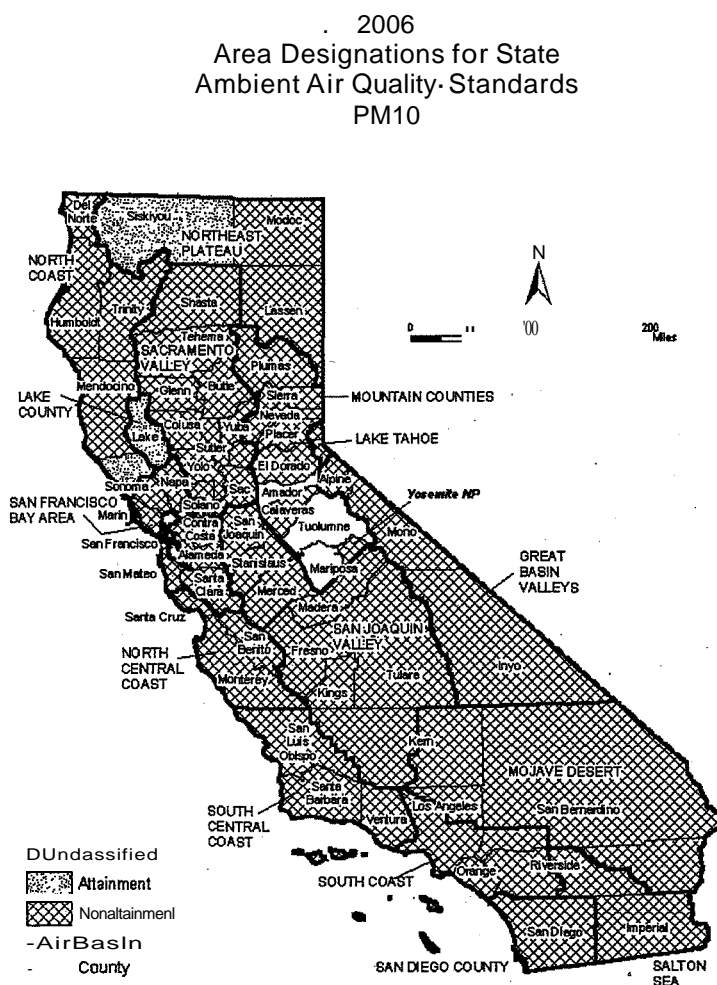 . 2006
Area Designations for State
Ambient Air Quality·Standards
PM10
N
0
'00
200
Miles
Del
Norte
Siskiyou
Modoc
NORTHEAST
PLATEAU
NORTH
COAST
Trinity
Shasta
Lassen
Humboldt
Tehema
SACRAMENTO
VALLEY
Plumas
Mendocino
Glenn
Butte
Sierra
MOUNTAIN COUNTIES
LAKE
COUNTY
Nevada
Colusa
Yuba
Placer
Lake
Sutter
LAKE TAHOE
Yolo
El Dorado
Sonoma
Napa
Sac
Alpine
Amador
Yosemite NP
SAN FRANCISCO
BAY AREA
Marin
Solano
Calaveras
Contra
Costa
San
Joaquin
Tuolumne
Mono
San Francisco
Alameda
Stanislaus
GREAT
BASIN
VALLEYS
San Mateo
Santa
Clara
Merced
Mariposa
Madera
Santa Cruz
San
Benito
SAN JOAQUIN
VALLEY
NORTH
CENTRAL
COAST
Fresno
Inyo
Monterey
Tulare
Kings
San
Luis
Obispo
Kern
MOJAVE DESERT
Santa
Barbara
Los Angeles
San Bernardino
SOUTH
CENTRAL
COAST
Ventura
Riverside
Orange
SOUTH COAST
San Diego
Imperial
SAN DIEGO COUNTY
SALTON
SEA
DUndassified
Attainment
Nonaltainmenl
-AirBasIn
- County